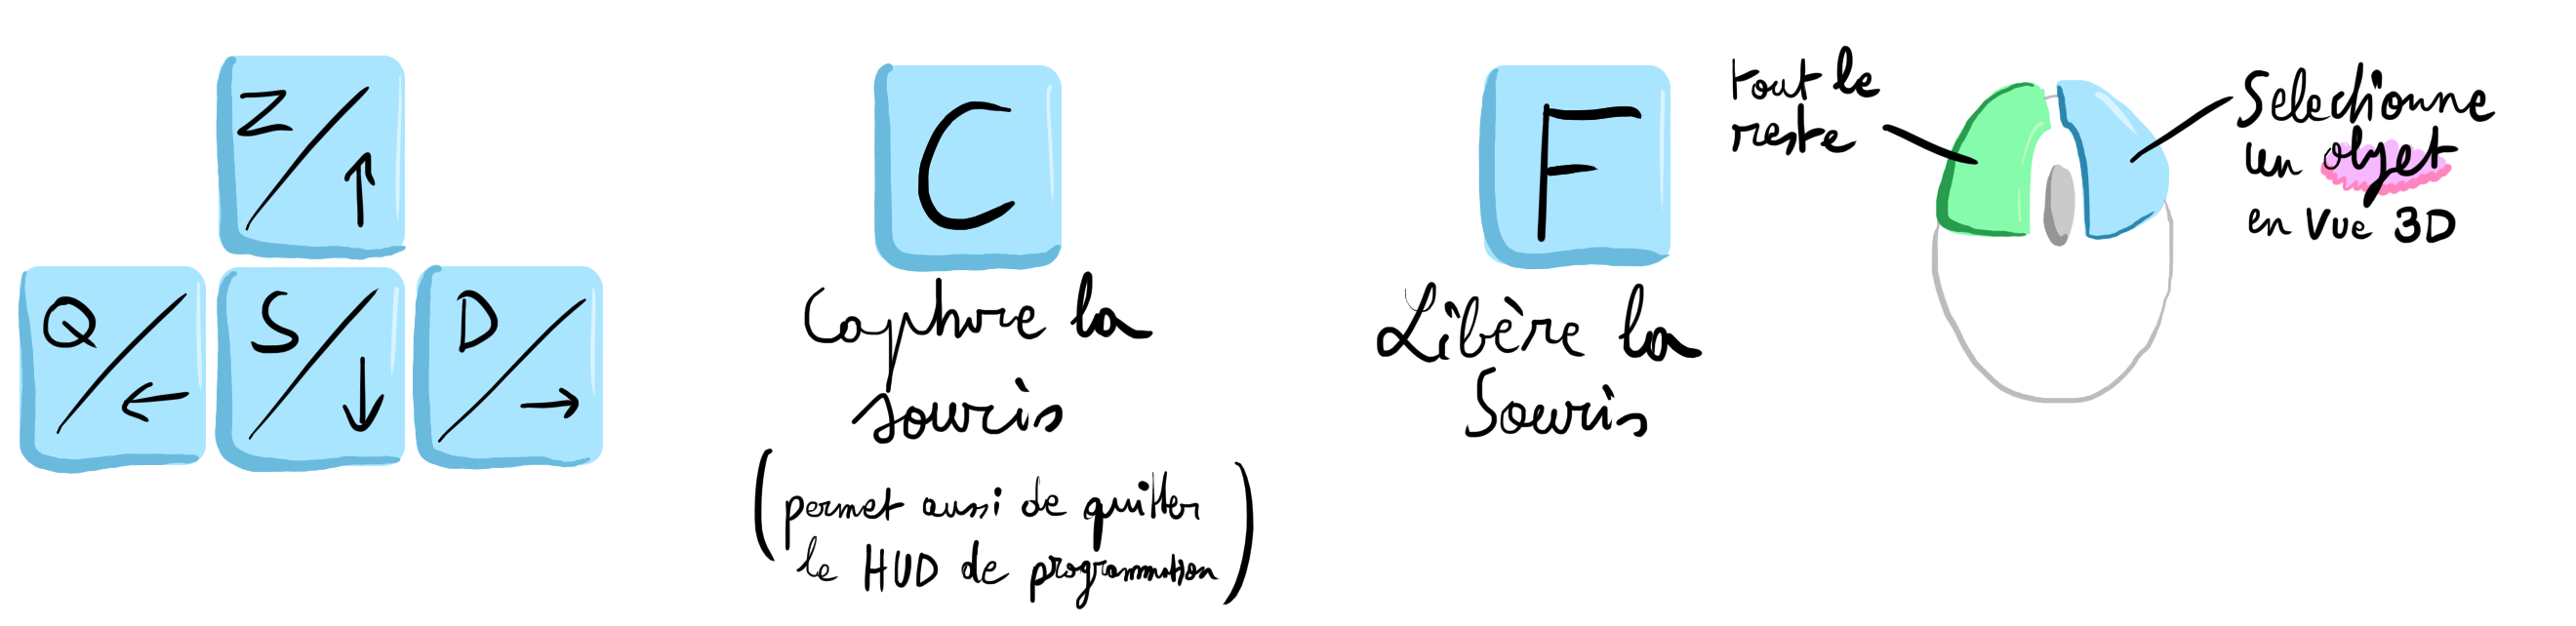 Z/↑
Q/←
S/↓
D/→
C
Capture la
souris
(permet aussi de quitter
le HUD de programmation)
F
Libère la
Souris
tout le
reste
Selectionne
un objet
en vue 3D